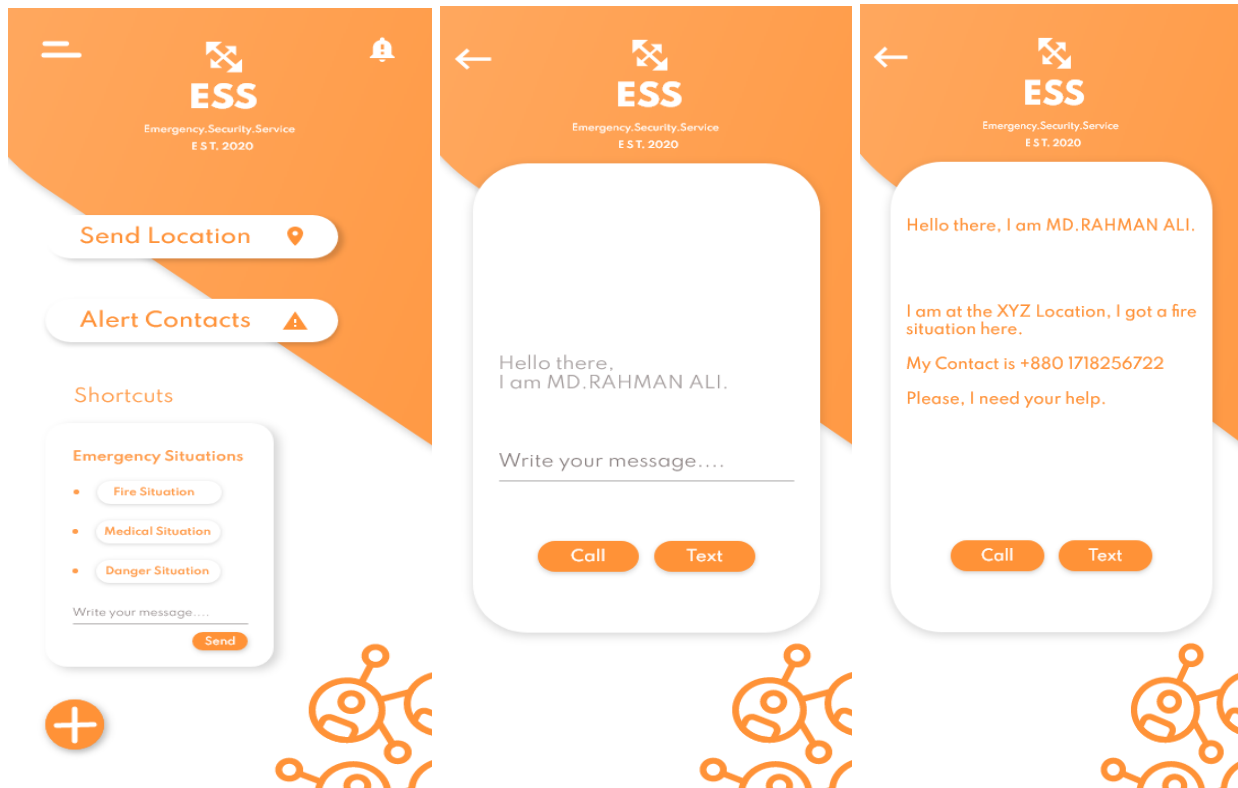 ESS
Emergency.Security.Service
EST. 2020
Send Location
Alert Contacts
Shortcuts
Emergency Situations
Fire Situation
Medical Situation
Danger Situation
Write your message....
Send
ESS
Emergency.Security.Service
EST. 2020
Hello there,
I am MD.RAHMAN ALI.
Write your message....
Call
Text
ESS
Emergency.Security.Service
EST. 2020
Hello there, I am MD.RAHMAN ALI.
I am at the XYZ Location, I got a fire
situation here.
My Contact is +880 1718256722
Please, I need your help.
Call
Text